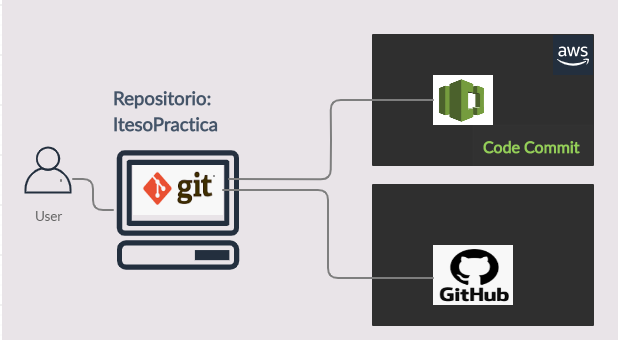 aws
Repositorio:
ItesoPractica
git
Code Commit
User
GitHub